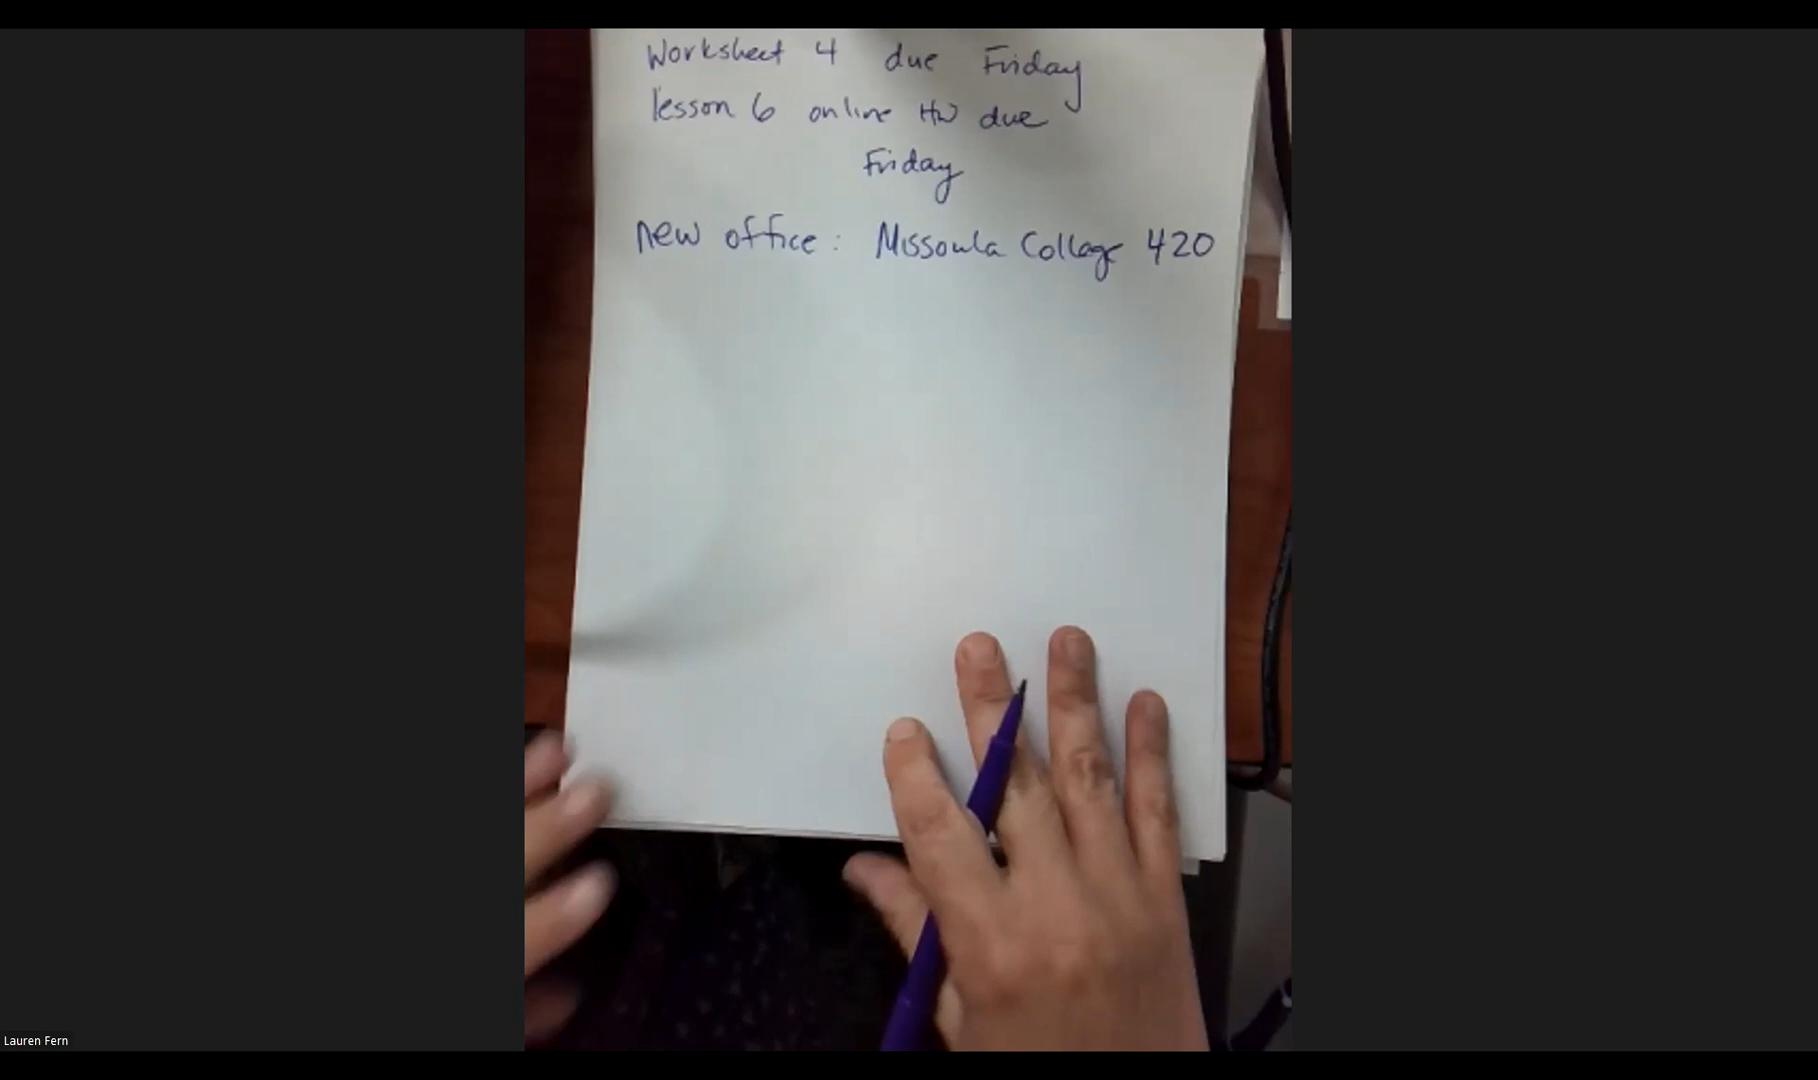 Worksheet 4 due Friday
lesson 6 online HW due
Friday
new office: Missoula College 420
Lauren Fern